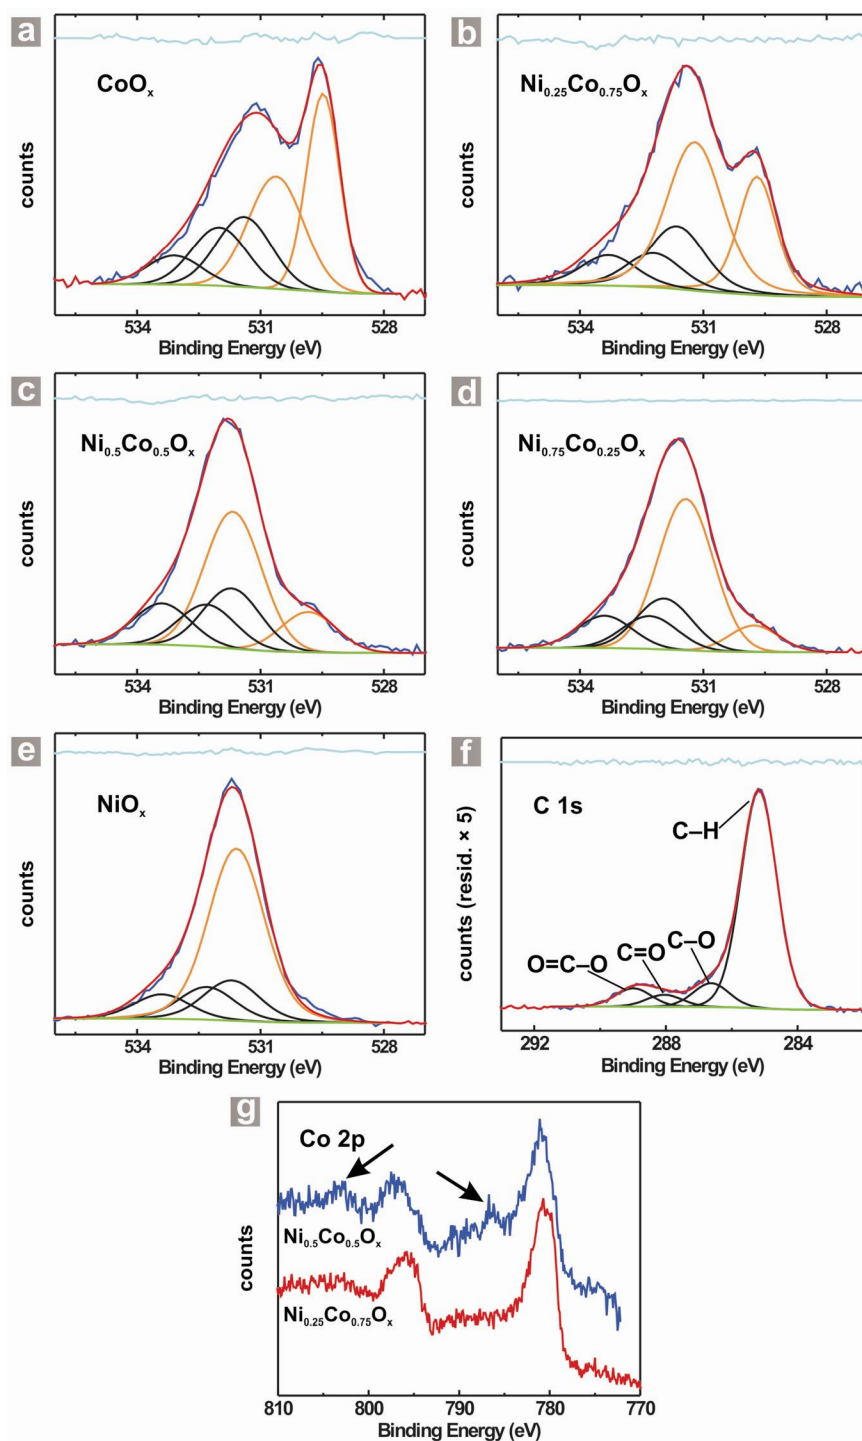 a
CoOₓ
counts
534 531 528
Binding Energy (eV)
b
Ni₀.₂₅Co₀.₇₅Oₓ
counts
534 531 528
Binding Energy (eV)
c
Ni₀.₅Co₀.₅Oₓ
counts
534 531 528
Binding Energy (eV)
d
Ni₀.₇₅Co₀.₂₅Oₓ
counts
534 531 528
Binding Energy (eV)
e
NiOₓ
counts
534 531 528
Binding Energy (eV)
f
C 1s
C–H
C–O
C=O
O=C–O
counts (resid. × 5)
292 288 284
Binding Energy (eV)
g
Co 2p
Ni₀.₅Co₀.₅Oₓ
Ni₀.₂₅Co₀.₇₅Oₓ
counts
810 800 790 780 770
Binding Energy (eV)